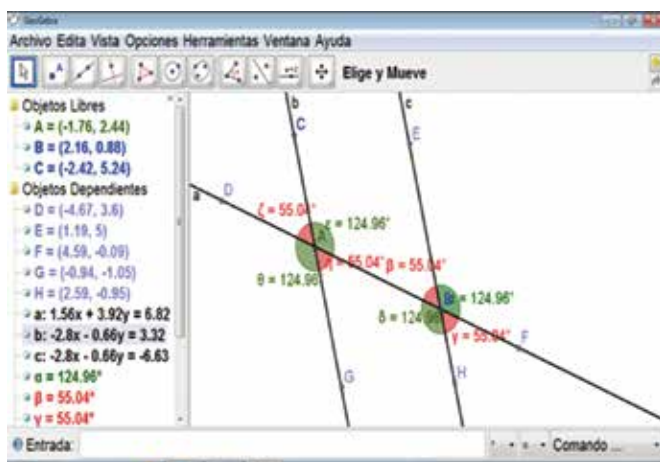 GeoGebra
Archivo Edita Vista Opciones Herramientas Ventana Ayuda
Elige y Mueve
Objetos Libres
A = (-1.76, 2.44)
B = (2.16, 0.88)
C = (-2.42, 5.24)
Objetos Dependientes
D = (-4.67, 3.6)
E = (1.19, 5)
F = (4.59, -0.09)
G = (-0.94, -1.05)
H = (2.59, -0.95)
a: 1.56x + 3.92y = 6.82
b: -2.8x - 0.66y = 3.32
c: -2.8x - 0.66y = -6.63
α = 124.96°
β = 55.04°
γ = 55.04°
b
c
C
E
a
D
ζ = 55.04°
ε = 124.96°
A
55.04°
β = 55.04°
θ = 124.96°
B
= 124.96°
δ = 124.96°
γ = 55.04°
F
G
H
Entrada:
Comando ...